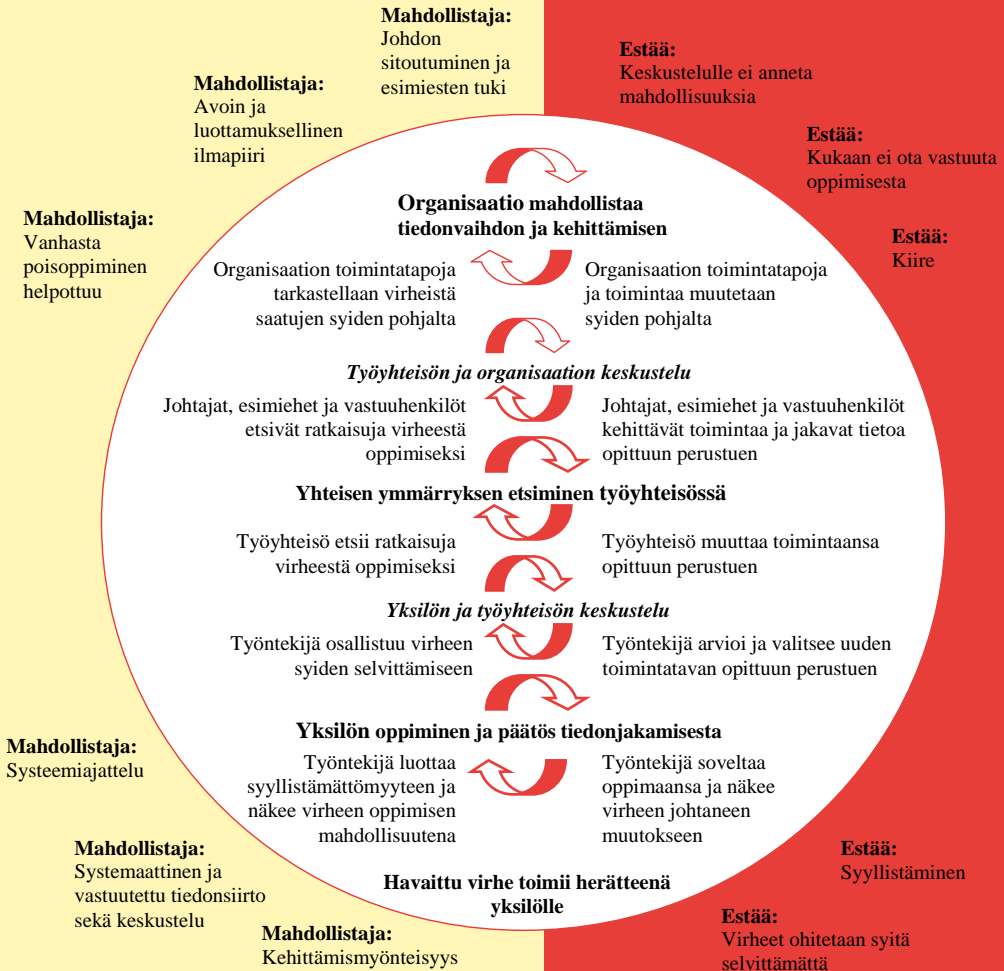 Mahdollistaja:
Johdon
sitoutuminen ja
esimiesten tuki
Mahdollistaja:
Avoin ja
luottamuksellinen
ilmapiiri
Mahdollistaja:
Vanhasta
poisoppiminen
helpottuu
Mahdollistaja:
Systeemiajattelu
Mahdollistaja:
Systemaattinen ja
vastuutettu tiedonsiirto
sekä keskustelu
Mahdollistaja:
Kehittämismyönteisyys
Estää:
Keskustelulle ei anneta
mahdollisuuksia
Estää:
Kukaan ei ota vastuuta
oppimisesta
Estää:
Kiire
Estää:
Syyllistäminen
Estää:
Virheet ohitetaan syitä
selvittämättä
Organisaatio mahdollistaa
tiedonvaihdon ja kehittämisen
Organisaation toimintatapoja
tarkastellaan virheistä
saatujen syiden pohjalta
Organisaation toimintatapoja
ja toimintaa muutetaan
syiden pohjalta
Työyhteisön ja organisaation keskustelu
Johtajat, esimiehet ja vastuuhenkilöt
etsivät ratkaisuja virheestä
oppimiseksi
Johtajat, esimiehet ja vastuuhenkilöt
kehittävät toimintaa ja jakavat tietoa
opittuun perustuen
Yhteisen ymmärryksen etsiminen työyhteisössä
Työyhteisö etsii ratkaisuja
virheestä oppimiseksi
Työyhteisö muuttaa toimintaansa
opittuun perustuen
Yksilön ja työyhteisön keskustelu
Työntekijä osallistuu virheen
syiden selvittämiseen
Työntekijä arvioi ja valitsee uuden
toimintatavan opittuun perustuen
Yksilön oppiminen ja päätös tiedonjakamisesta
Työntekijä luottaa
syyllistämättömyyteen ja
näkee virheen oppimisen
mahdollisuutena
Työntekijä soveltaa
oppimaansa ja näkee
virheen johtaneen
muutokseen
Havaittu virhe toimii herätteenä
yksilölle